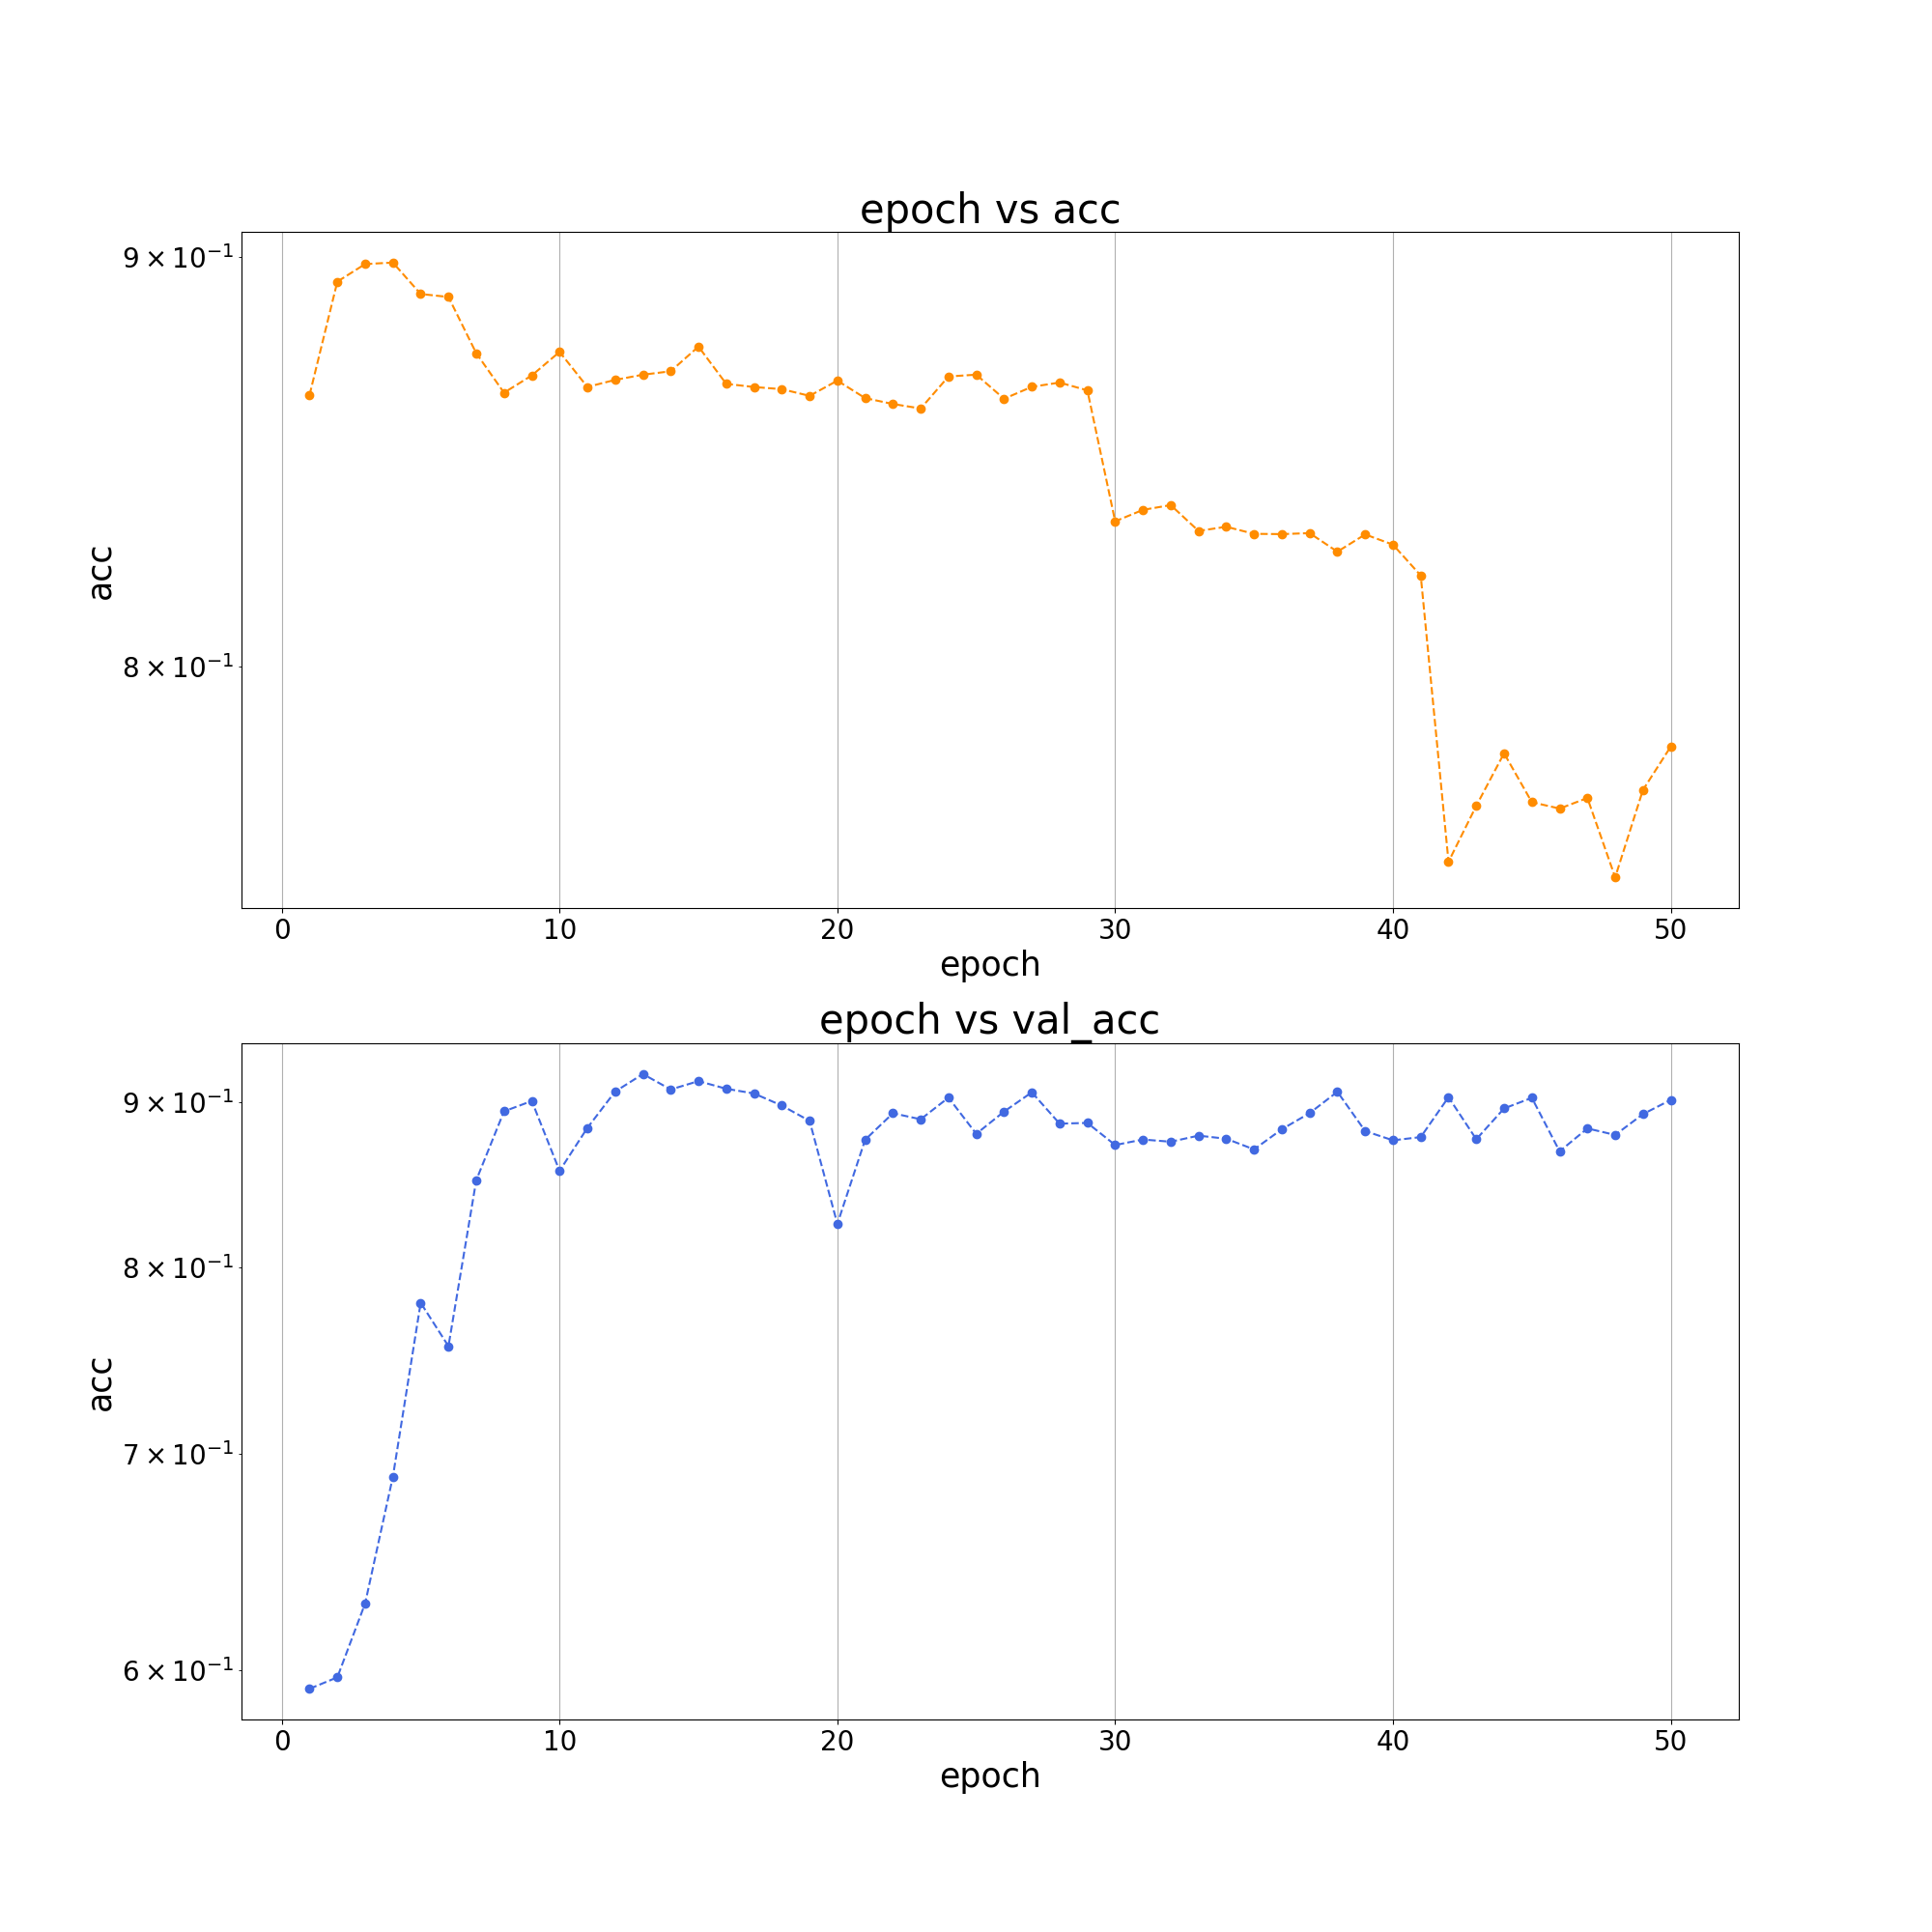 epoch vs acc
9 × 10⁻¹
8 × 10⁻¹
acc
0 10 20 30 40 50
epoch
epoch vs val_acc
9 × 10⁻¹
8 × 10⁻¹
7 × 10⁻¹
6 × 10⁻¹
acc
0 10 20 30 40 50
epoch